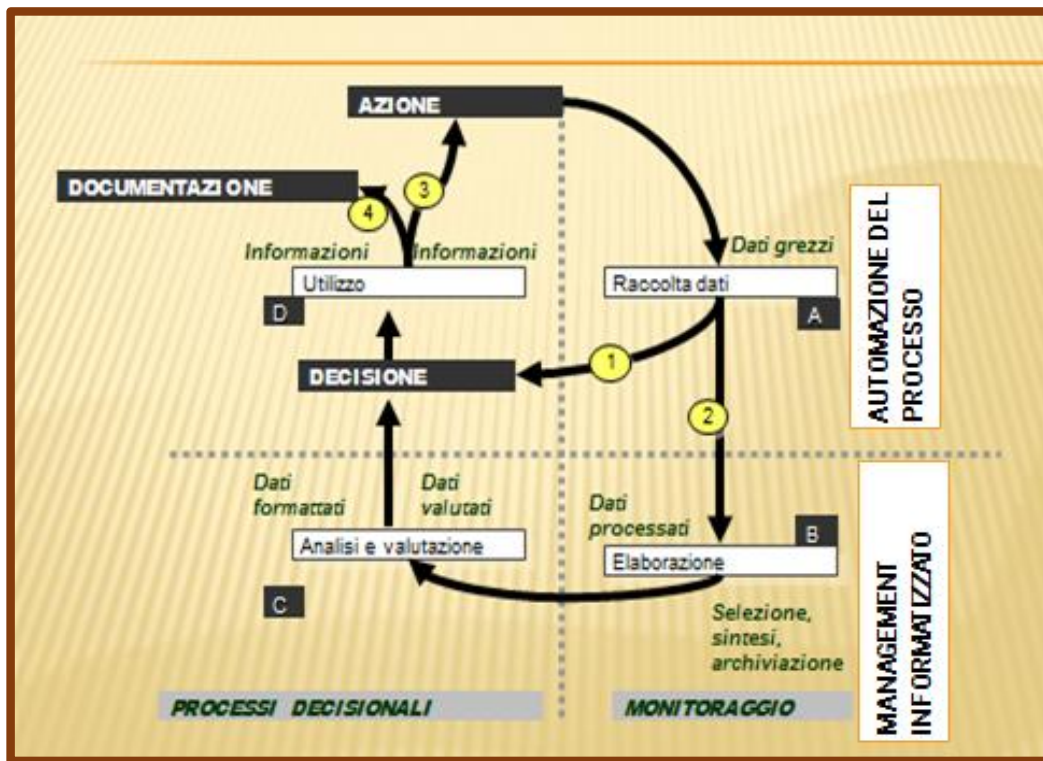 AZIONE
DOCUMENTAZIONE
3
4
Informazioni
Informazioni
Utilizzo
D
Dati grezzi
Raccolta dati
A
1
DECISIONE
2
AUTOMAZIONE DEL
PROCESSO
Dati
formattati
Dati
valutati
Analisi e valutazione
C
Dati
processati
B
Elaborazione
Selezione,
sintesi,
archiviazione
MANAGEMENT
INFORMATIZZATO
PROCESSI DECISIONALI
MONITORAGGIO